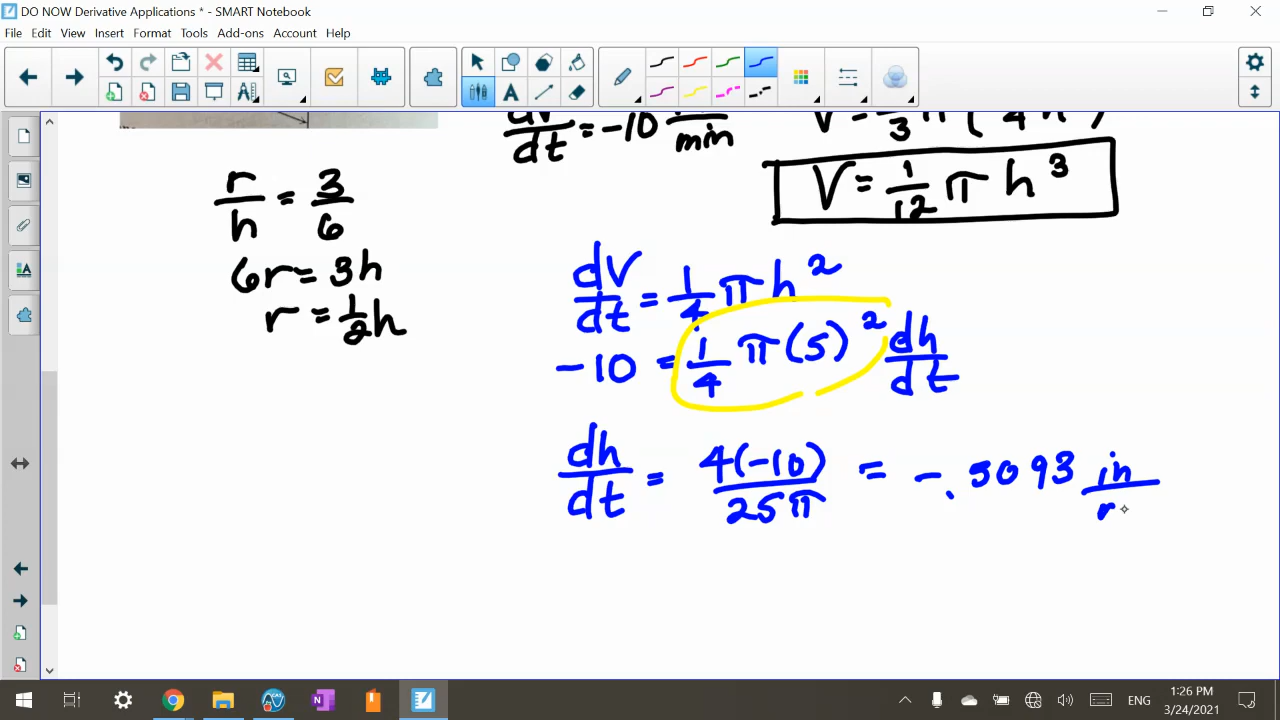 DO NOW Derivative Applications * - SMART Notebook
File Edit View Insert Format Tools Add-ons Account Help
dV/dt = -10 /min
V = 1/3 π (
V = 1/12 π h³
r/h = 3/6
6r = 3h
r = 1/2 h
dV/dt = 1/4 π h²
-10 = 1/4 π (5)² dh/dt
dh/dt = 4(-10)/25π = -.5093 in/
ENG
1:26 PM
3/24/2021